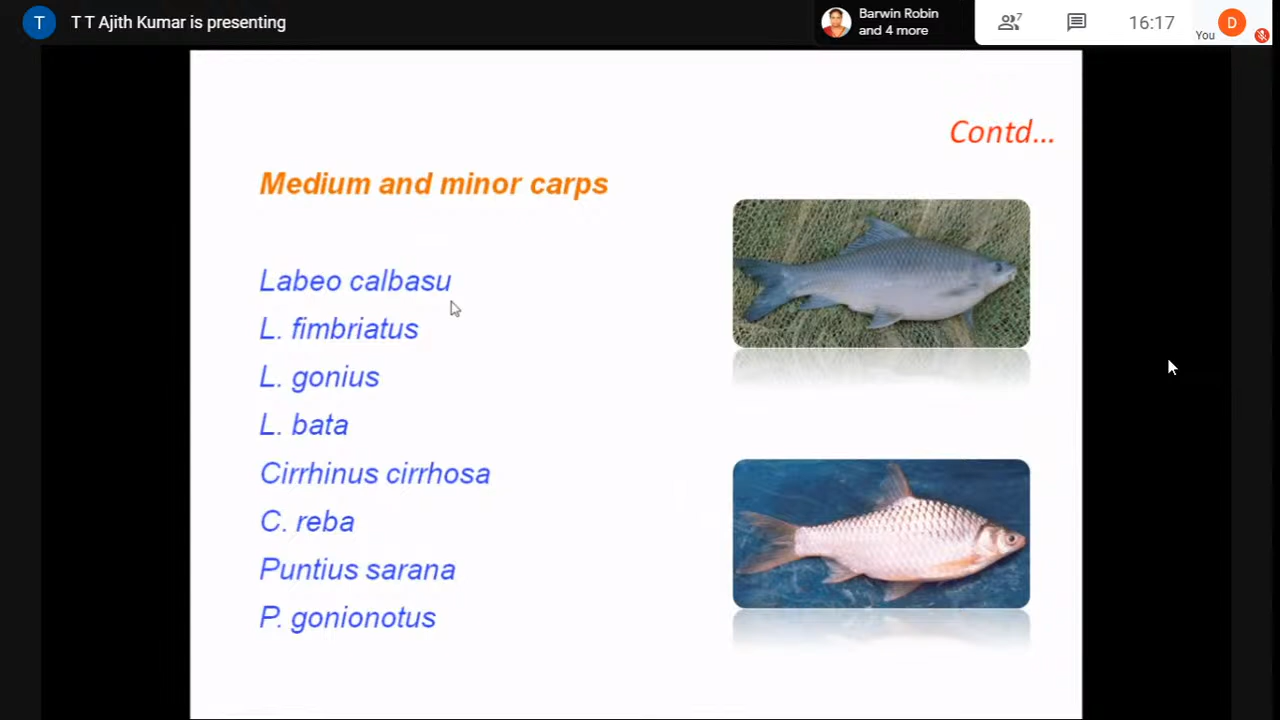 T
T T Ajith Kumar is presenting
Barwin Robin
and 4 more
7
16:17
You
D
Contd...
Medium and minor carps
Labeo calbasu
L. fimbriatus
L. gonius
L. bata
Cirrhinus cirrhosa
C. reba
Puntius sarana
P. gonionotus